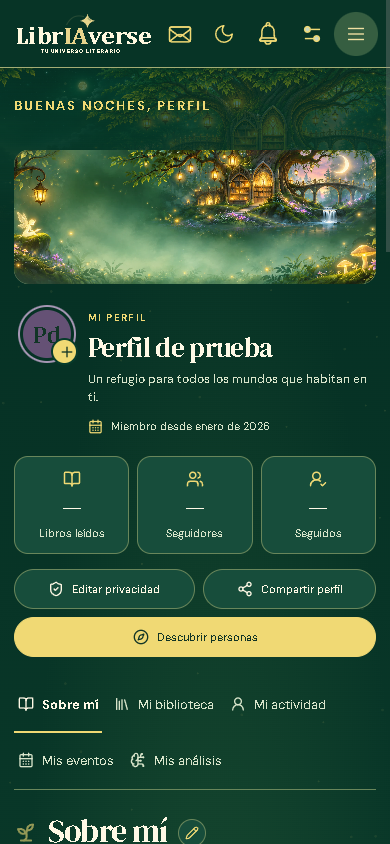 LibrIAverse
TU UNIVERSO LITERARIO
BUENAS NOCHES, PERFIL
Pd
MI PERFIL
Perfil de prueba
Un refugio para todos los mundos que habitan en
ti.
Miembro desde enero de 2026
— — —
Libros leídos Seguidores Seguidos
Editar privacidad Compartir perfil
Descubrir personas
Sobre mí Mi biblioteca Mi actividad
Mis eventos Mis análisis
Sobre mí